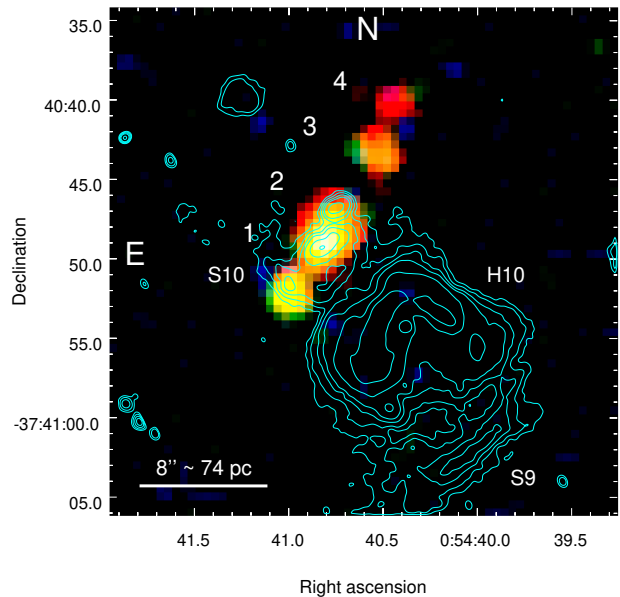 35.0
N
4
40:40.0
3
45.0
2
1
E
50.0
S10
H10
Declination
55.0
-37:41:00.0
8’’ ~ 74 pc
S9
05.0
41.5
41.0
40.5
0:54:40.0
39.5
Right ascension